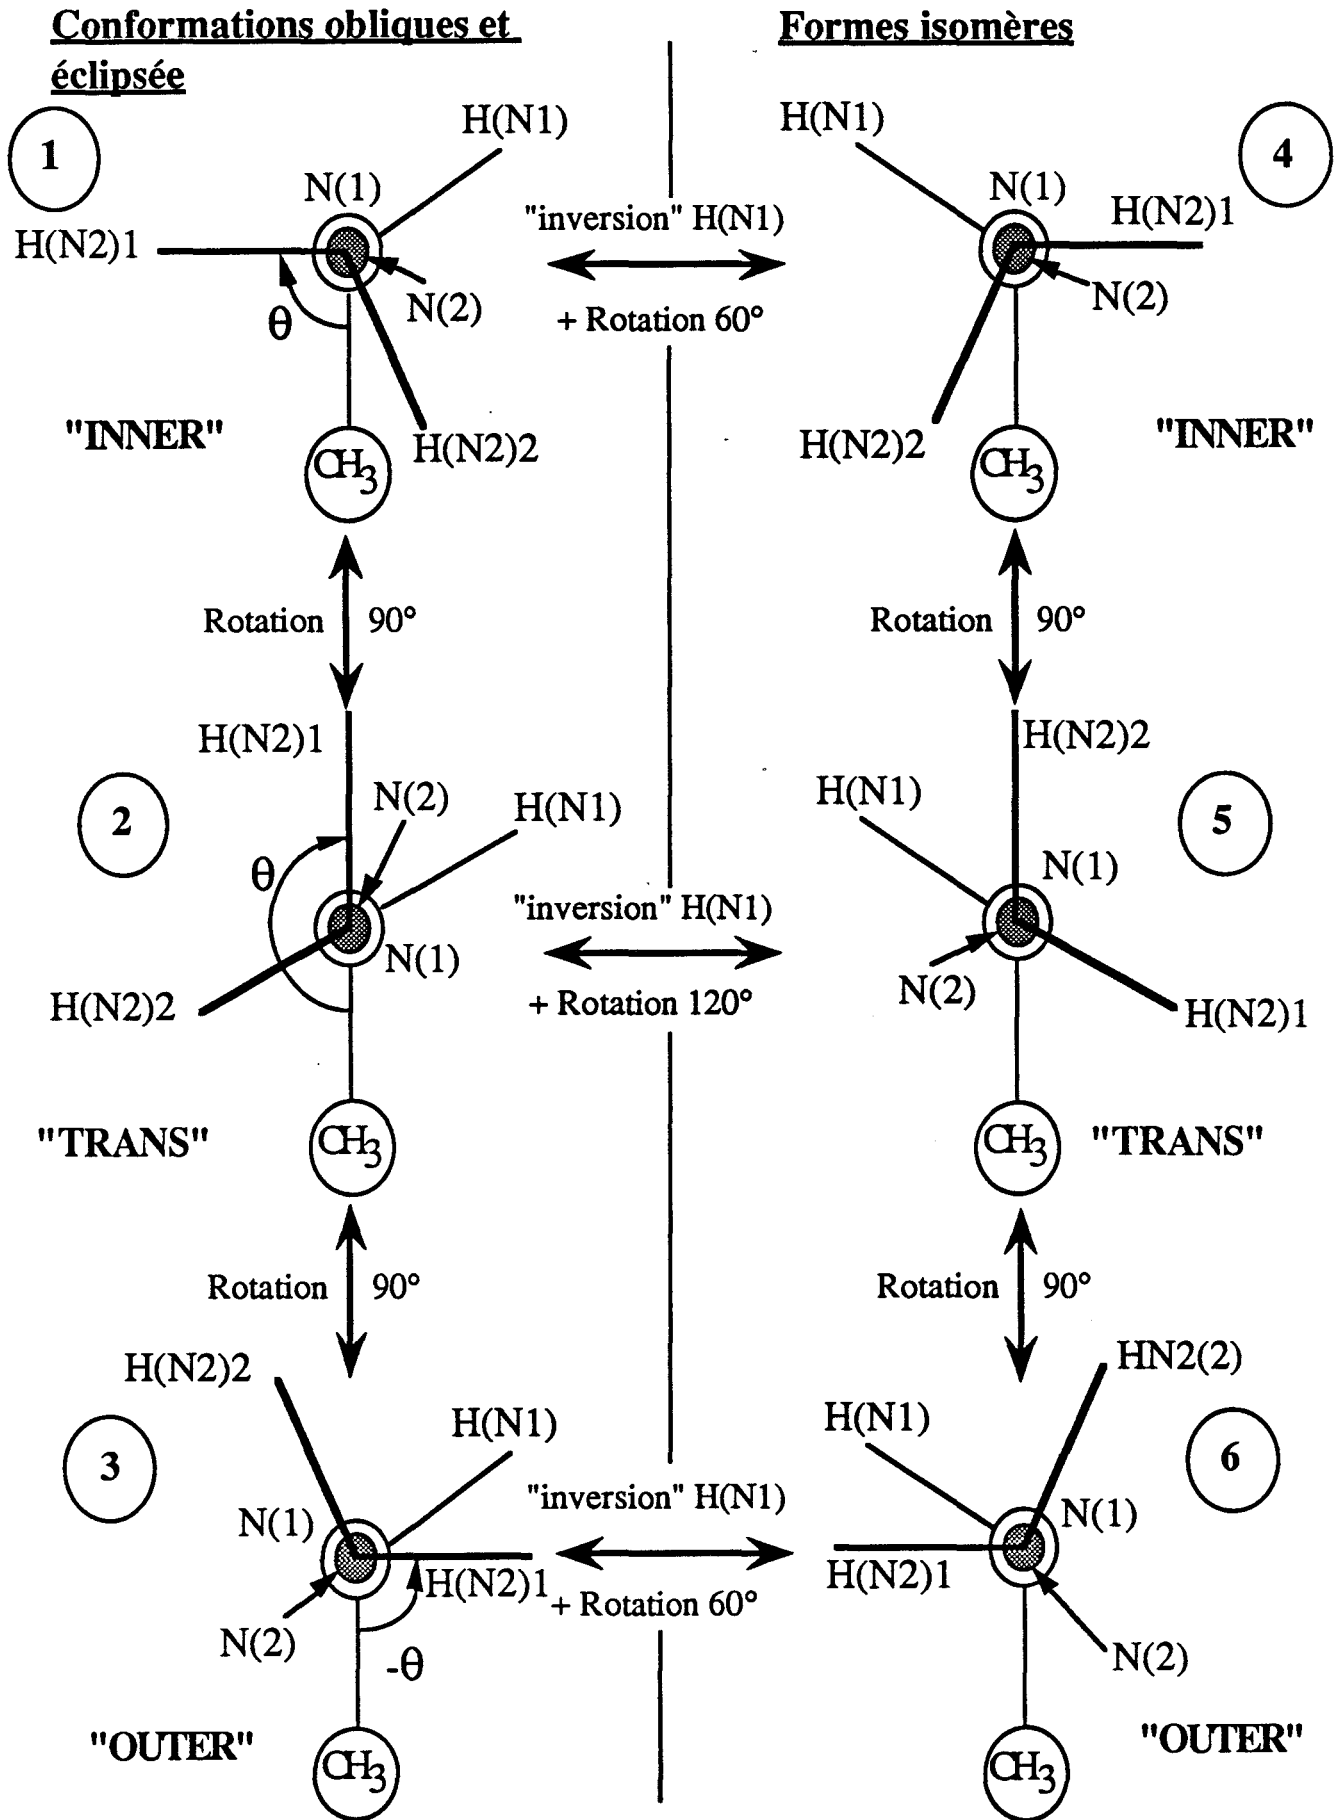 Conformations obliques et
éclipsée
Formes isomères
1
H(N1)
N(1)
H(N2)1
θ
N(2)
H(N2)2
"INNER"
CH3
"inversion" H(N1)
+ Rotation 60°
4
H(N1)
N(1)
H(N2)1
N(2)
H(N2)2
"INNER"
CH3
Rotation 90°
Rotation 90°
2
H(N2)1
N(2)
H(N1)
θ
N(1)
H(N2)2
"TRANS"
CH3
"inversion" H(N1)
+ Rotation 120°
5
H(N2)2
H(N1)
N(1)
N(2)
H(N2)1
CH3
"TRANS"
Rotation 90°
Rotation 90°
3
H(N2)2
H(N1)
N(1)
H(N2)1
N(2)
-θ
"OUTER"
CH3
"inversion" H(N1)
+ Rotation 60°
6
HN2(2)
H(N1)
N(1)
H(N2)1
N(2)
"OUTER"
CH3